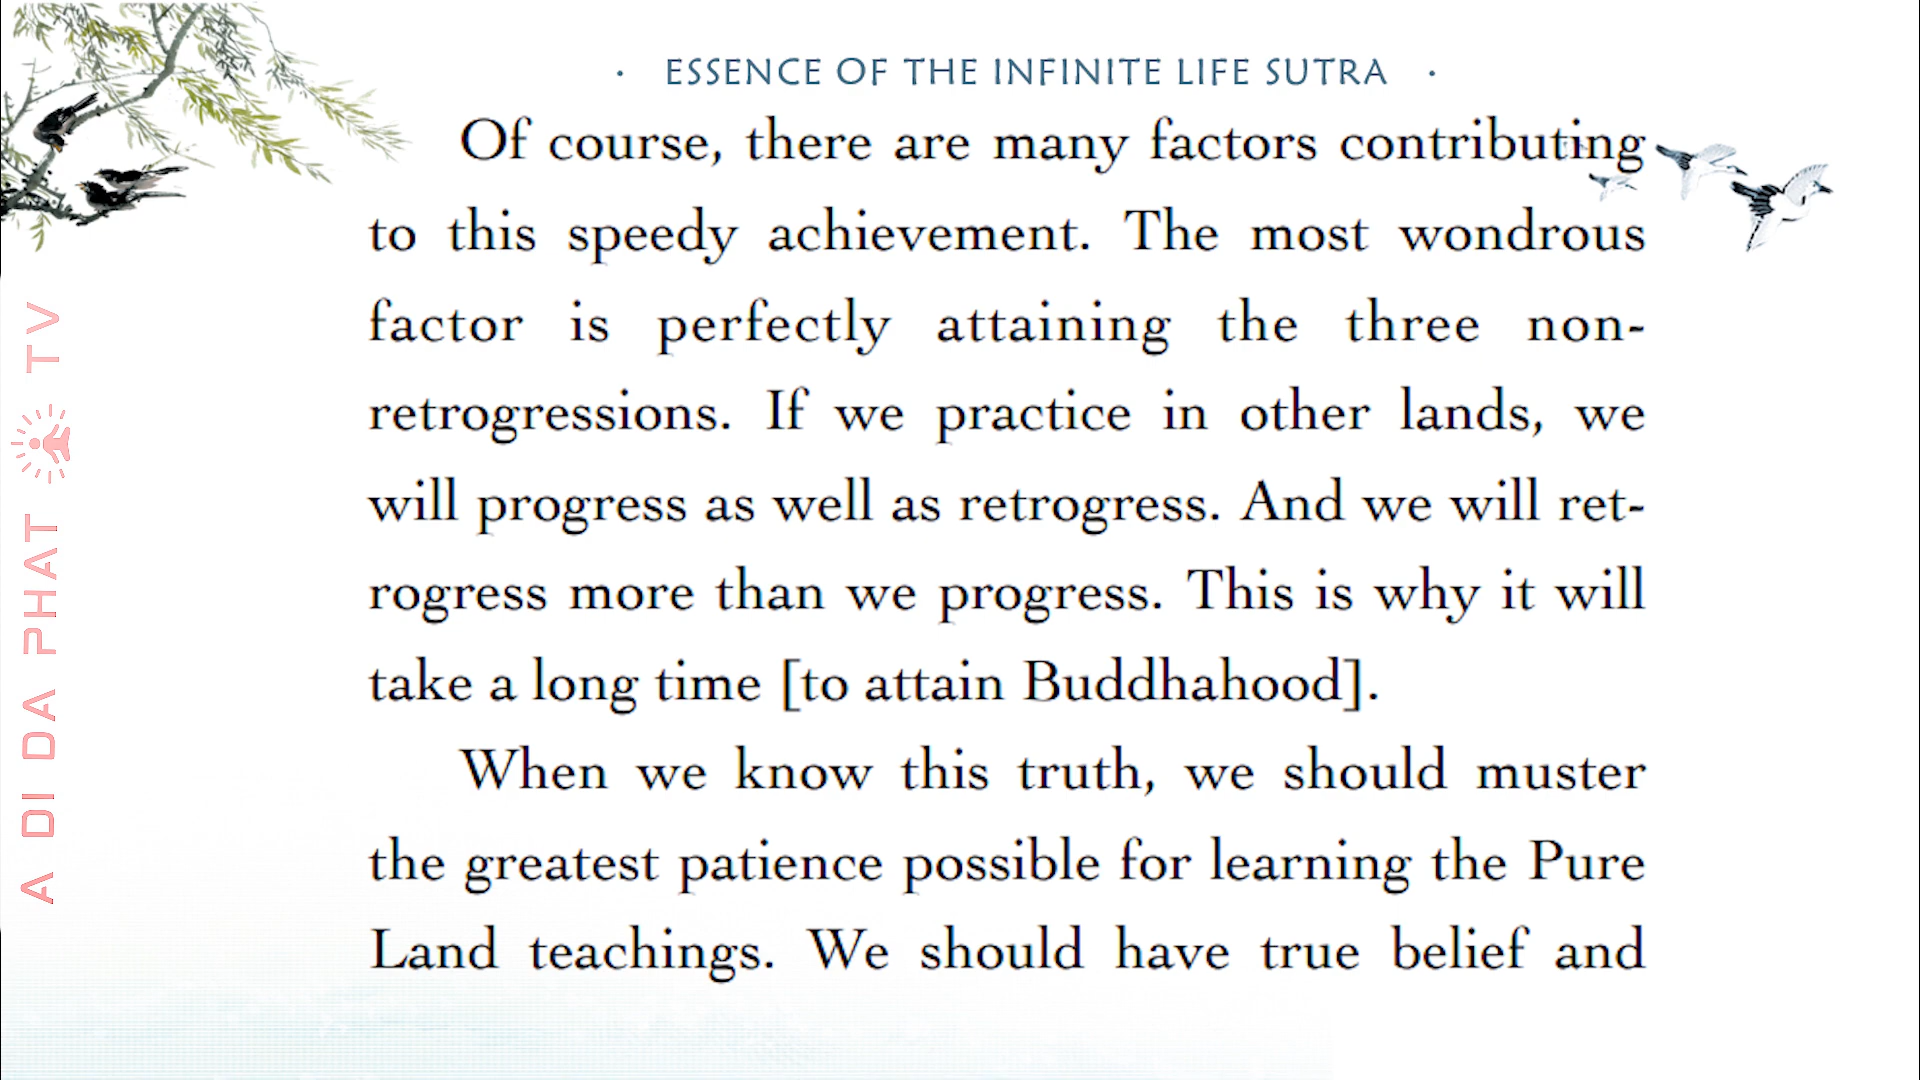 · ESSENCE OF THE INFINITE LIFE SUTRA ·
Of course, there are many factors contributing
to this speedy achievement. The most wondrous
factor is perfectly attaining the three non-
retrogressions. If we practice in other lands, we
will progress as well as retrogress. And we will ret-
rogress more than we progress. This is why it will
take a long time [to attain Buddhahood].
When we know this truth, we should muster
the greatest patience possible for learning the Pure
Land teachings. We should have true belief and
A DI DA PHAT TV